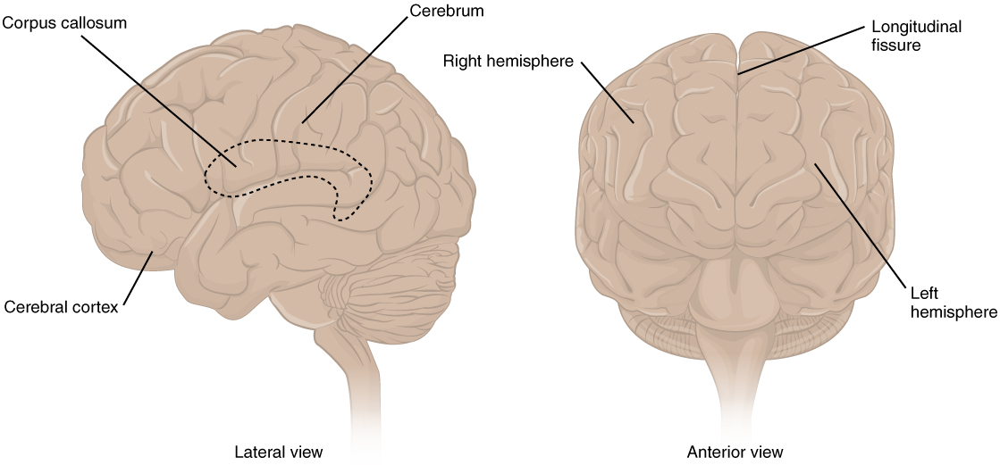 Corpus callosum
Cerebrum
Cerebral cortex
Lateral view
Right hemisphere
Longitudinal
fissure
Left
hemisphere
Anterior view